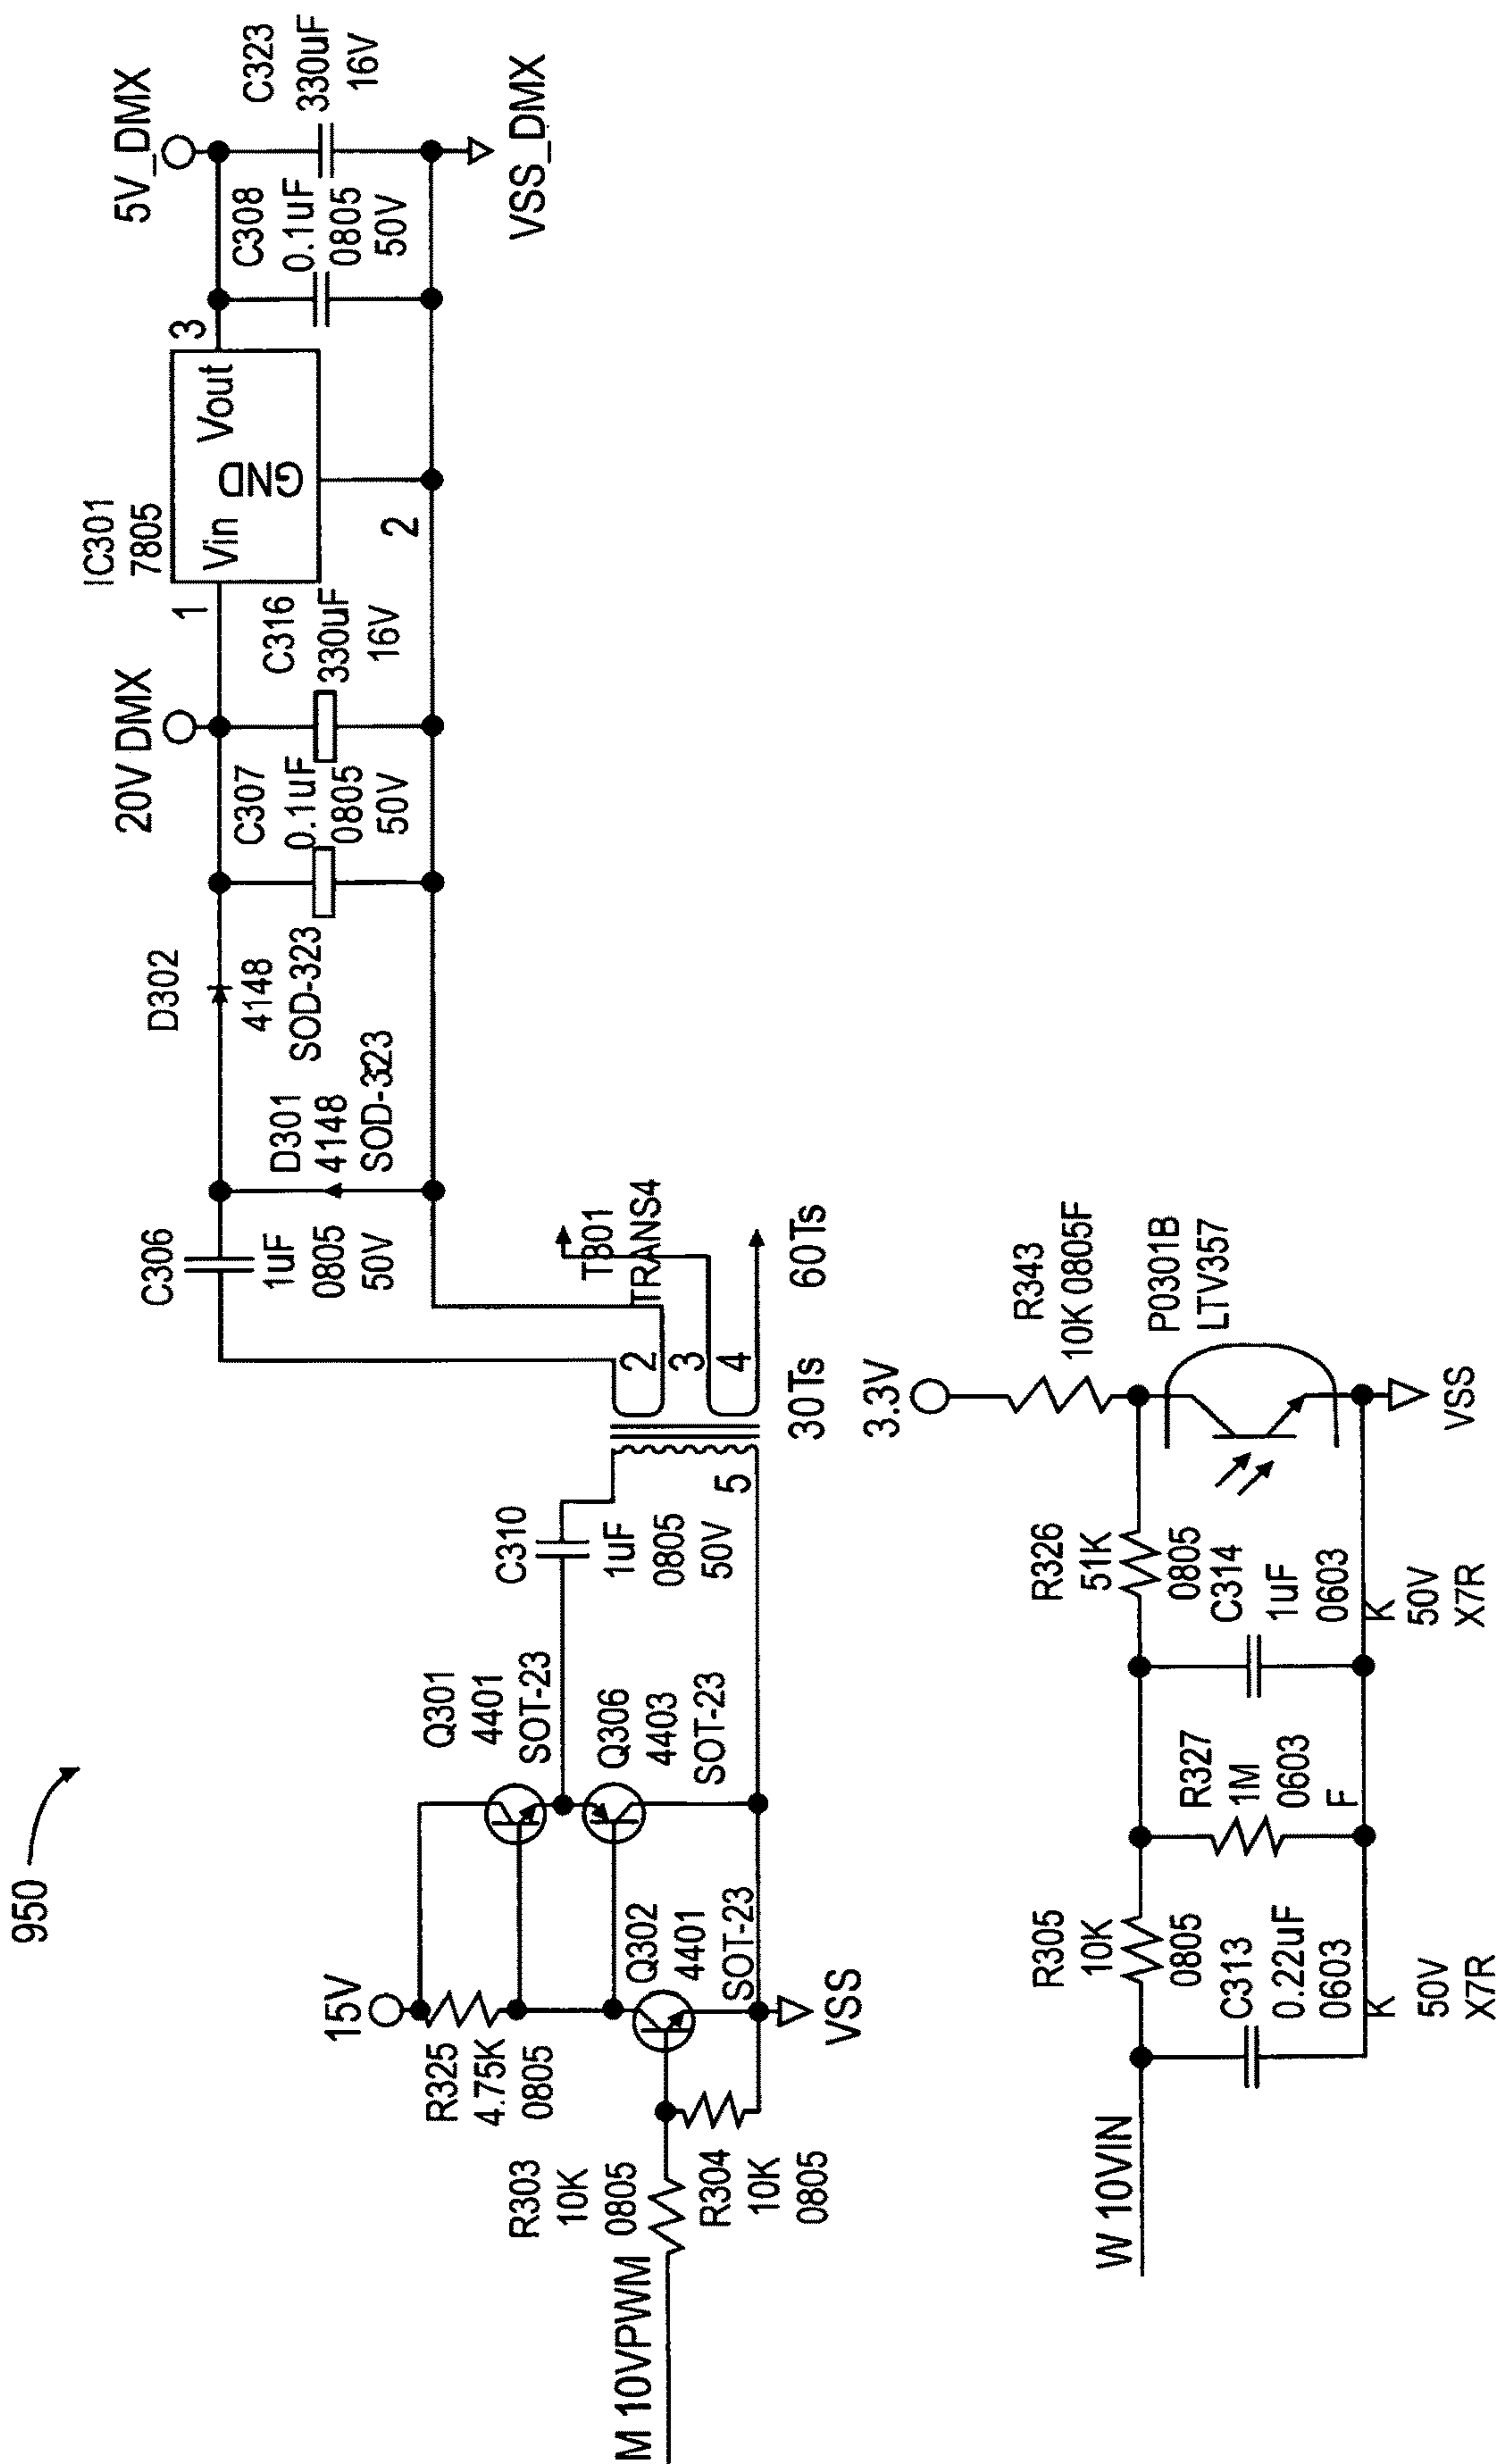 950
15V
R325
4.75K
0805
Q301
4401
SOT-23
Q306
4403
SOT-23
Q302
4401
SOT-23
M 10VPWM
R303
10K
0805
R304
10K
0805
VSS
C310
1uF
0805
50V
5
2
3
4
30Ts
60Ts
T301
TRANS4
C306
1uF
0805
50V
D301
4148
SOD-323
D302
4148
SOD-323
20V DMX
C307
0.1uF
0805
50V
C316
330uF
16V
IC301
7805
1
Vin
Vout
GND
2
3
5V_DMX
C308
0.1uF
0805
50V
C323
330uF
16V
VSS_DMX
W 10VIN
R305
10K
0805
C313
0.22uF
0603
K
50V
X7R
R327
1M
0603
F
R326
51K
0805
C314
1uF
0603
K
50V
X7R
3.3V
R343
10K 0805F
P0301B
LTV357
VSS